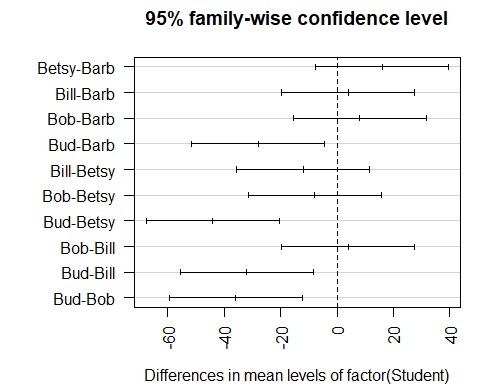 95% family-wise confidence level
Betsy-Barb
Bill-Barb
Bob-Barb
Bud-Barb
Bill-Betsy
Bob-Betsy
Bud-Betsy
Bob-Bill
Bud-Bill
Bud-Bob
-60 -40 -20 0 20 40
Differences in mean levels of factor(Student)